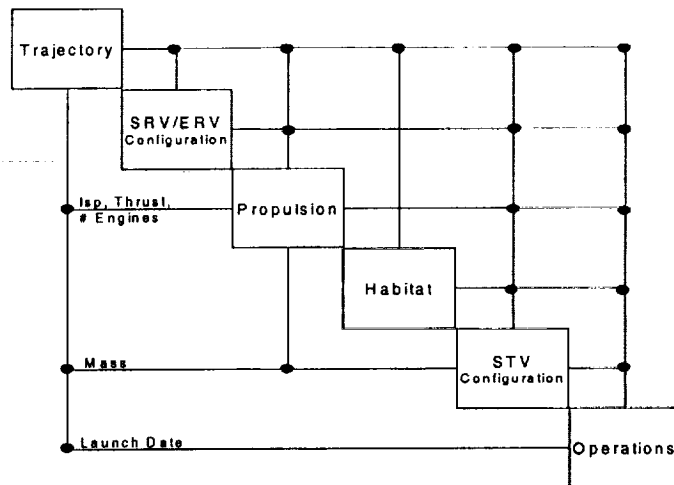 Trajectory
SRV/ERV
Configuration
Isp, Thrust,
# Engines
Propulsion
Habitat
Mass
STV
Configuration
Launch Date
Operations